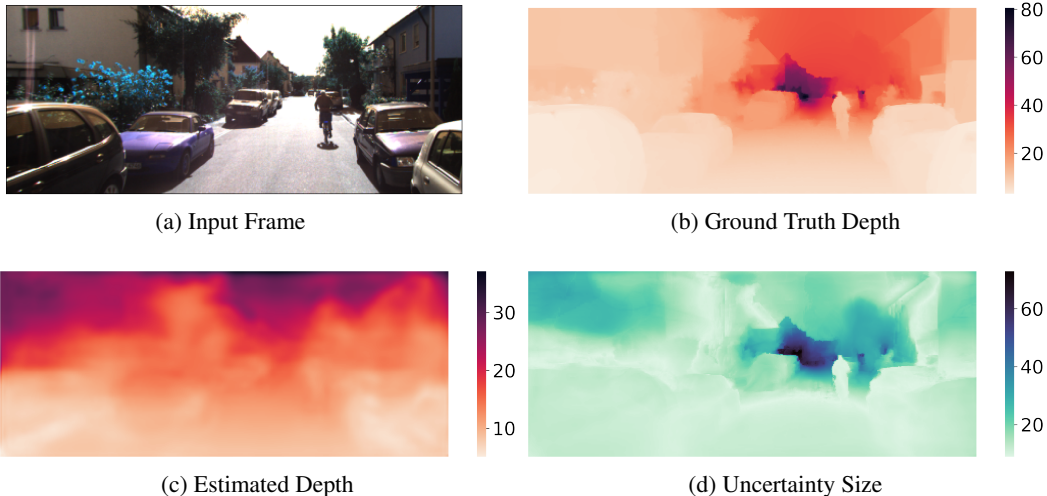 80
60
40
20
(a) Input Frame
(b) Ground Truth Depth
30
20
10
60
40
20
(c) Estimated Depth
(d) Uncertainty Size